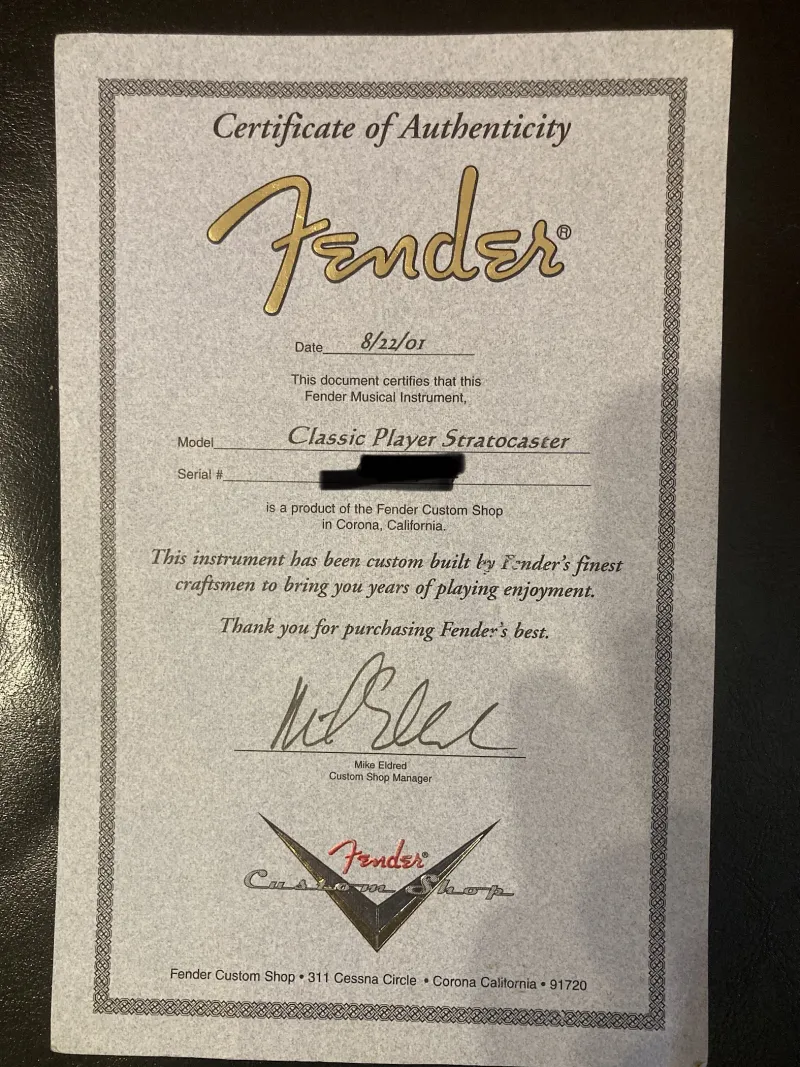 Certificate of Authenticity
Fender®
Date 8/22/01
This document certifies that this
Fender Musical Instrument,
Model Classic Player Stratocaster
Serial #
is a product of the Fender Custom Shop
in Corona, California.
This instrument has been custom built by Fender's finest
craftsmen to bring you years of playing enjoyment.
Thank you for purchasing Fender's best.
Mike Eldred
Mike Eldred
Custom Shop Manager
Fender®
Custom Shop
Fender Custom Shop • 311 Cessna Circle • Corona California • 91720